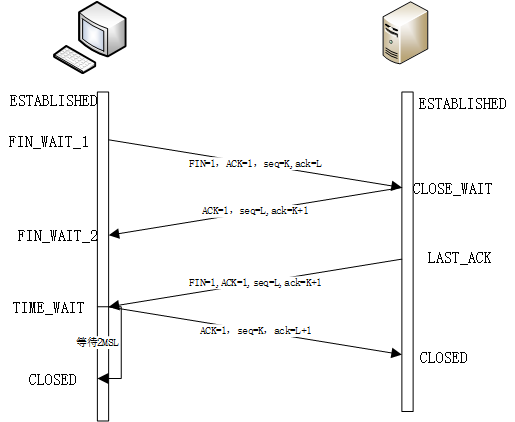 ESTABLISHED
ESTABLISHED
FIN_WAIT_1
FIN=1，ACK=1，seq=K,ack=L
CLOSE_WAIT
ACK=1，seq=L,ack=K+1
FIN_WAIT_2
LAST_ACK
FIN=1,ACK=1,seq=L,ack=K+1
TIME_WAIT
ACK=1，seq=K，ack=L+1
等待2MSL
CLOSED
CLOSED